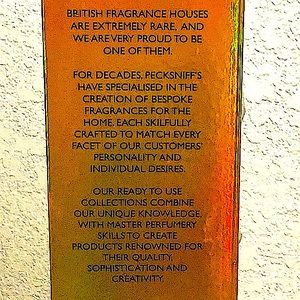 BRITISH FRAGRANCE HOUSES
ARE EXTREMELY RARE, AND
WE ARE VERY PROUD TO BE
ONE OF THEM.
FOR DECADES, PECKSNIFF'S
HAVE SPECIALISED IN THE
CREATION OF BESPOKE
FRAGRANCES FOR THE
HOME. EACH SKILFULLY
CRAFTED TO MATCH EVERY
FACET OF OUR CUSTOMERS'
PERSONALITY AND
INDIVIDUAL DESIRES.
OUR READY TO USE
COLLECTIONS COMBINE
OUR UNIQUE KNOWLEDGE,
WITH MASTER PERFUMERY
SKILLS TO CREATE
PRODUCTS RENOWNED FOR
THEIR QUALITY,
SOPHISTICATION AND
CREATIVITY.